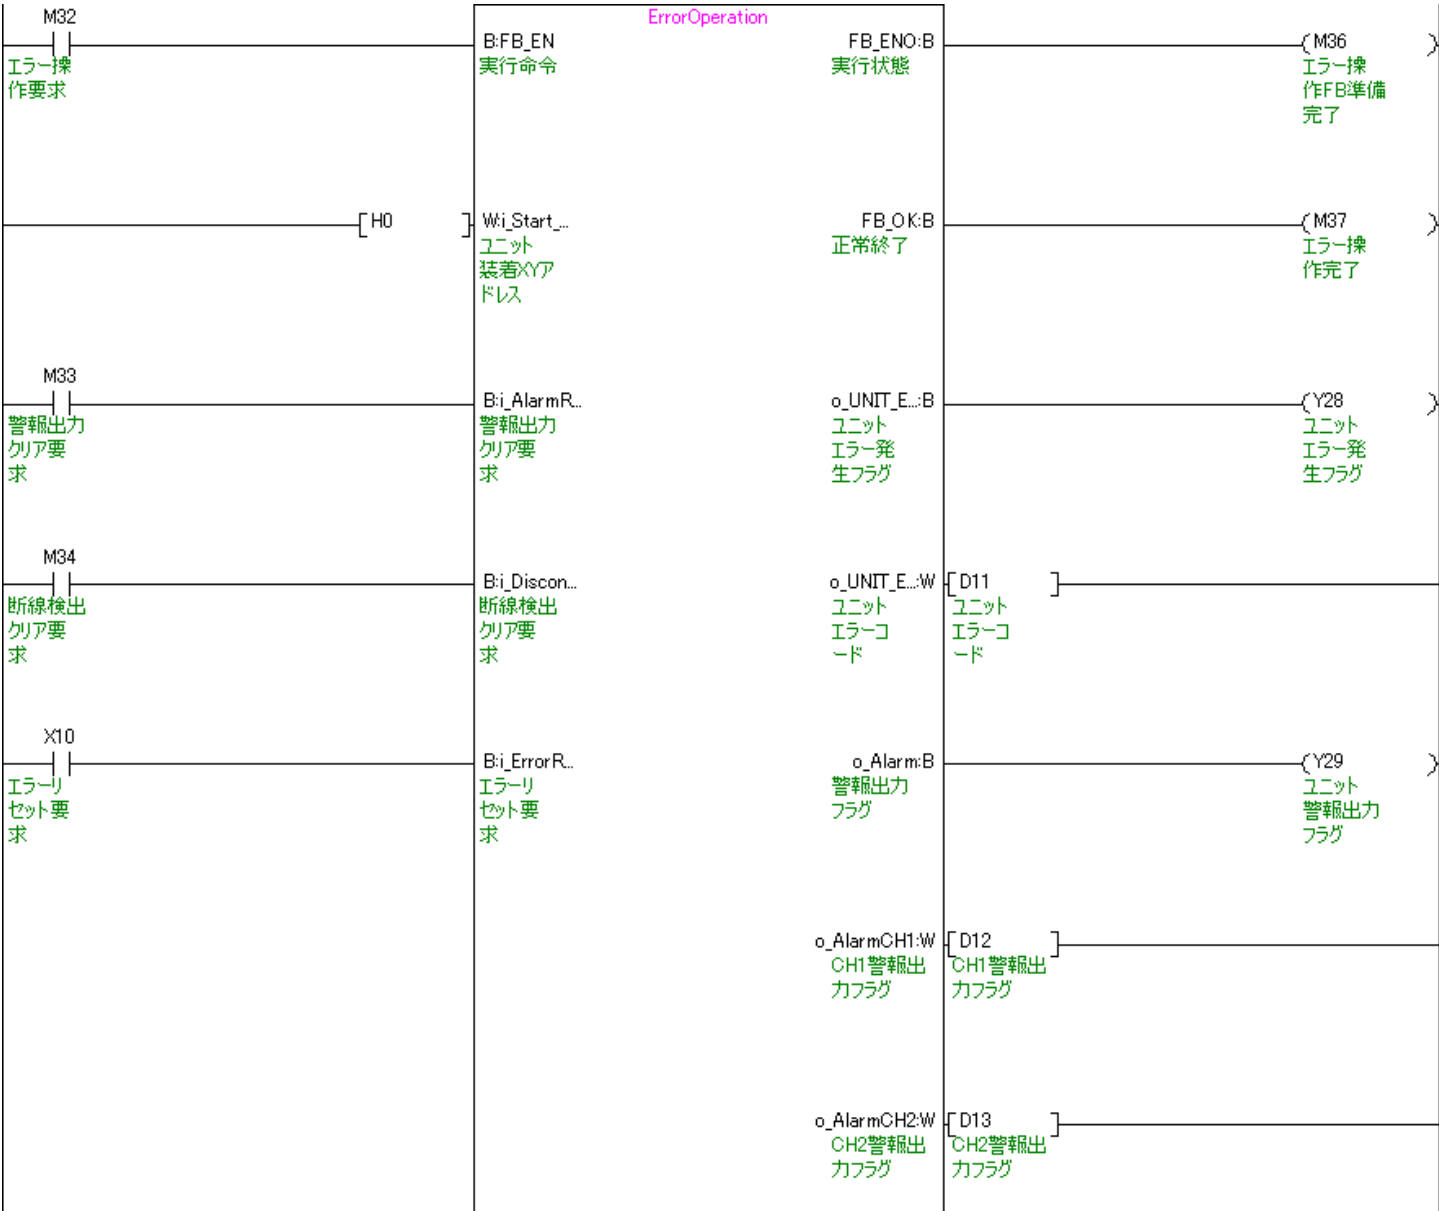 ErrorOperation
M32
エラー操
作要求
B:FB_EN
実行命令
FB_ENO:B
実行状態
M36
エラー操
作FB準備
完了
H0
W:i_Start_...
ユニット
装着XYア
ドレス
FB_OK:B
正常終了
M37
エラー操
作完了
M33
警報出力
クリア要
求
B:i_AlarmR...
警報出力
クリア要
求
o_UNIT_E...:B
ユニット
エラー発
生フラグ
Y28
ユニット
エラー発
生フラグ
M34
断線検出
クリア要
求
B:i_Discon...
断線検出
クリア要
求
o_UNIT_E...:W
ユニット
エラーコ
ード
D11
ユニット
エラーコ
ード
X10
エラーリ
セット要
求
B:i_ErrorR...
エラーリ
セット要
求
o_Alarm:B
警報出力
フラグ
Y29
ユニット
警報出力
フラグ
o_AlarmCH1:W
CH1警報出
力フラグ
D12
CH1警報出
力フラグ
o_AlarmCH2:W
CH2警報出
力フラグ
D13
CH2警報出
力フラグ